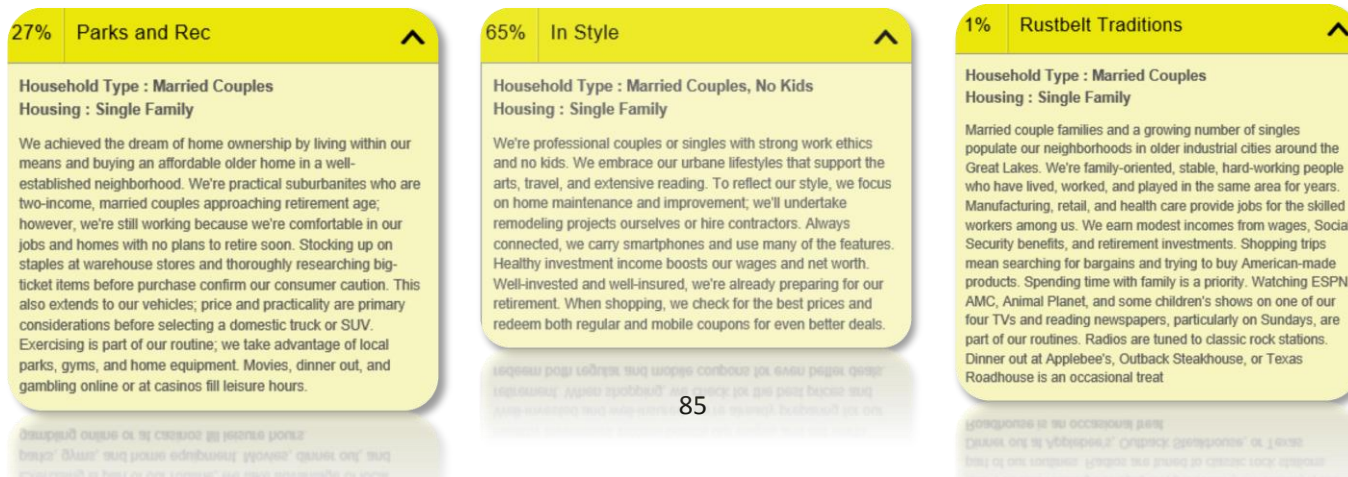 27% Parks and Rec
Household Type : Married Couples
Housing : Single Family
We achieved the dream of home ownership by living within our
means and buying an affordable older home in a well-
established neighborhood. We're practical suburbanites who are
two-income, married couples approaching retirement age;
however, we're still working because we're comfortable in our
jobs and homes with no plans to retire soon. Stocking up on
staples at warehouse stores and thoroughly researching big-
ticket items before purchase confirm our consumer caution. This
also extends to our vehicles; price and practicality are primary
considerations before selecting a domestic truck or SUV.
Exercising is part of our routine; we take advantage of local
parks, gyms, and home equipment. Movies, dinner out, and
gambling online or at casinos fill leisure hours.
65% In Style
Household Type : Married Couples, No Kids
Housing : Single Family
We're professional couples or singles with strong work ethics
and no kids. We embrace our urbane lifestyles that support the
arts, travel, and extensive reading. To reflect our style, we focus
on home maintenance and improvement; we'll undertake
remodeling projects ourselves or hire contractors. Always
connected, we carry smartphones and use many of the features.
Healthy investment income boosts our wages and net worth.
Well-invested and well-insured, we're already preparing for our
retirement. When shopping, we check for the best prices and
redeem both regular and mobile coupons for even better deals.
85
1% Rustbelt Traditions
Household Type : Married Couples
Housing : Single Family
Married couple families and a growing number of singles
populate our neighborhoods in older industrial cities around the
Great Lakes. We're family-oriented, stable, hard-working people
who have lived, worked, and played in the same area for years.
Manufacturing, retail, and health care provide jobs for the skilled
workers among us. We earn modest incomes from wages, Social
Security benefits, and retirement investments. Shopping trips
mean searching for bargains and trying to buy American-made
products. Spending time with family is a priority. Watching ESPN
AMC, Animal Planet, and some children's shows on one of our
four TVs and reading newspapers, particularly on Sundays, are
part of our routines. Radios are tuned to classic rock stations.
Dinner out at Applebee's, Outback Steakhouse, or Texas
Roadhouse is an occasional treat